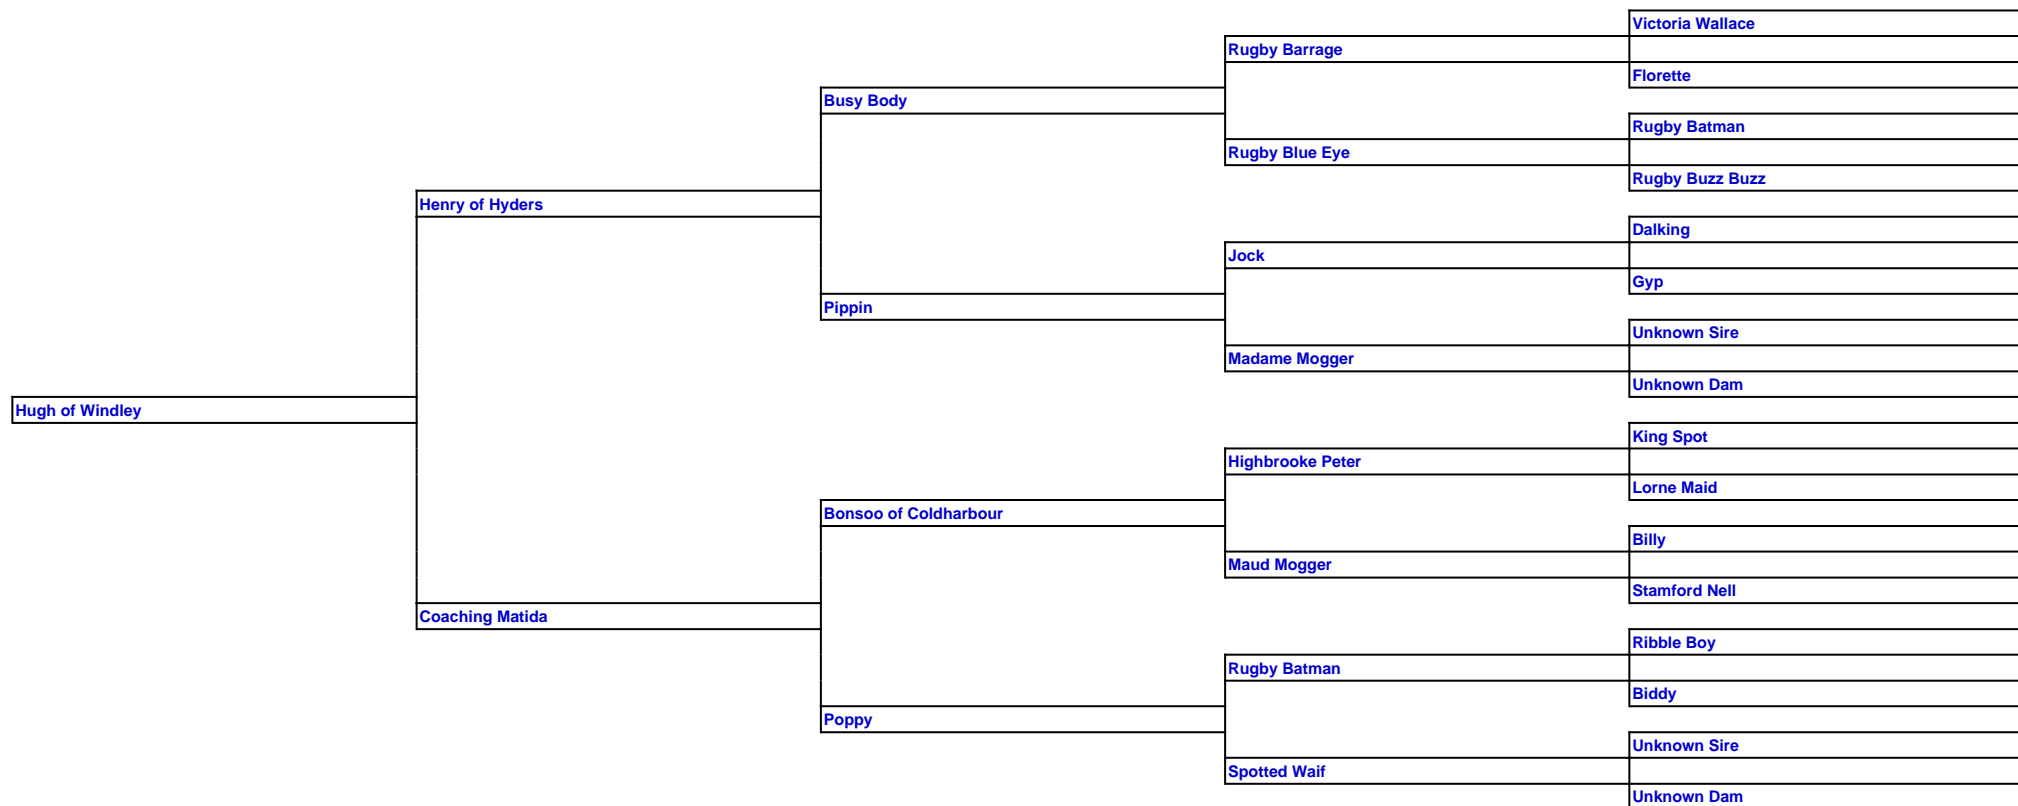 Victoria Wallace
Rugby Barrage
Florette
Busy Body
Rugby Batman
Rugby Blue Eye
Rugby Buzz Buzz
Henry of Hyders
Dalking
Jock
Gyp
Pippin
Unknown Sire
Madame Mogger
Unknown Dam
Hugh of Windley
King Spot
Highbrooke Peter
Lorne Maid
Bonsoo of Coldharbour
Billy
Maud Mogger
Stamford Nell
Coaching Matida
Ribble Boy
Rugby Batman
Biddy
Poppy
Unknown Sire
Spotted Waif
Unknown Dam